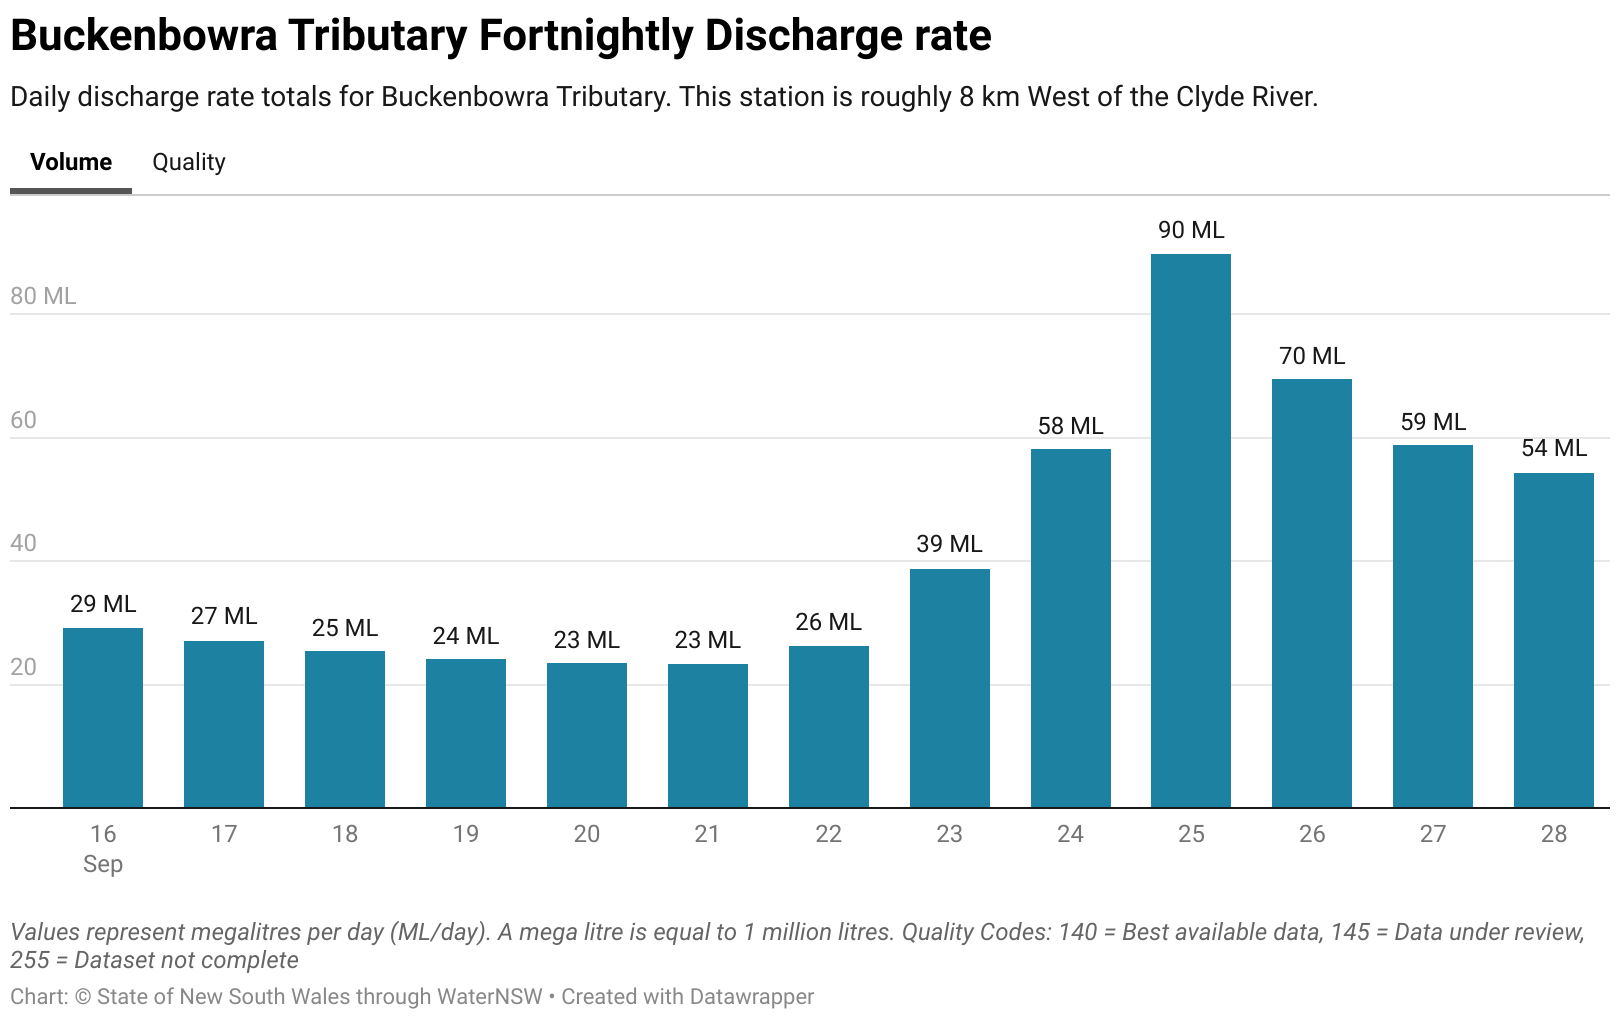 Buckenbowra Tributary Fortnightly Discharge rate
Daily discharge rate totals for Buckenbowra Tributary. This station is roughly 8 km West of the Clyde River.
Volume Quality
90 ML
80 ML
70 ML
60
58 ML
59 ML
54 ML
40
39 ML
29 ML
27 ML
25 ML
24 ML
23 ML
23 ML
26 ML
20
16 17 18 19 20 21 22 23 24 25 26 27 28
Sep
Values represent megalitres per day (ML/day). A mega litre is equal to 1 million litres. Quality Codes: 140 = Best available data, 145 = Data under review,
255 = Dataset not complete
Chart: © State of New South Wales through WaterNSW • Created with Datawrapper